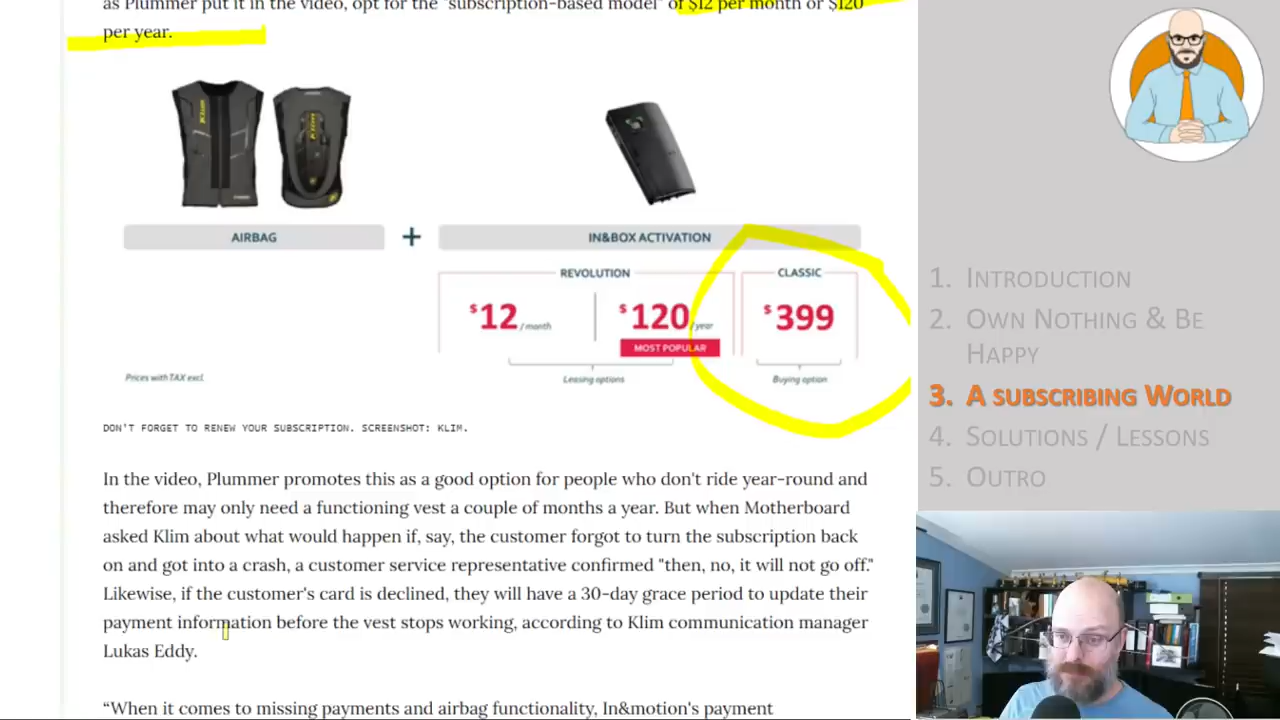 as Plummer put it in the video, opt for the "subscription-based model" of $12 per month or $120
per year.
AIRBAG
+
IN&BOX ACTIVATION
REVOLUTION
CLASSIC
$12 / month
$120 / year
$399
MOST POPULAR
Leasing options
Buying option
Prices with TAX excl.
DON'T FORGET TO RENEW YOUR SUBSCRIPTION. SCREENSHOT: KLIM.
In the video, Plummer promotes this as a good option for people who don't ride year-round and
therefore may only need a functioning vest a couple of months a year. But when Motherboard
asked Klim about what would happen if, say, the customer forgot to turn the subscription back
on and got into a crash, a customer service representative confirmed "then, no, it will not go off."
Likewise, if the customer's card is declined, they will have a 30-day grace period to update their
payment information before the vest stops working, according to Klim communication manager
Lukas Eddy.
“When it comes to missing payments and airbag functionality, In&motion's payment
1. Introduction
2. Own Nothing & Be
Happy
3. A subscribing World
4. Solutions / Lessons
5. Outro